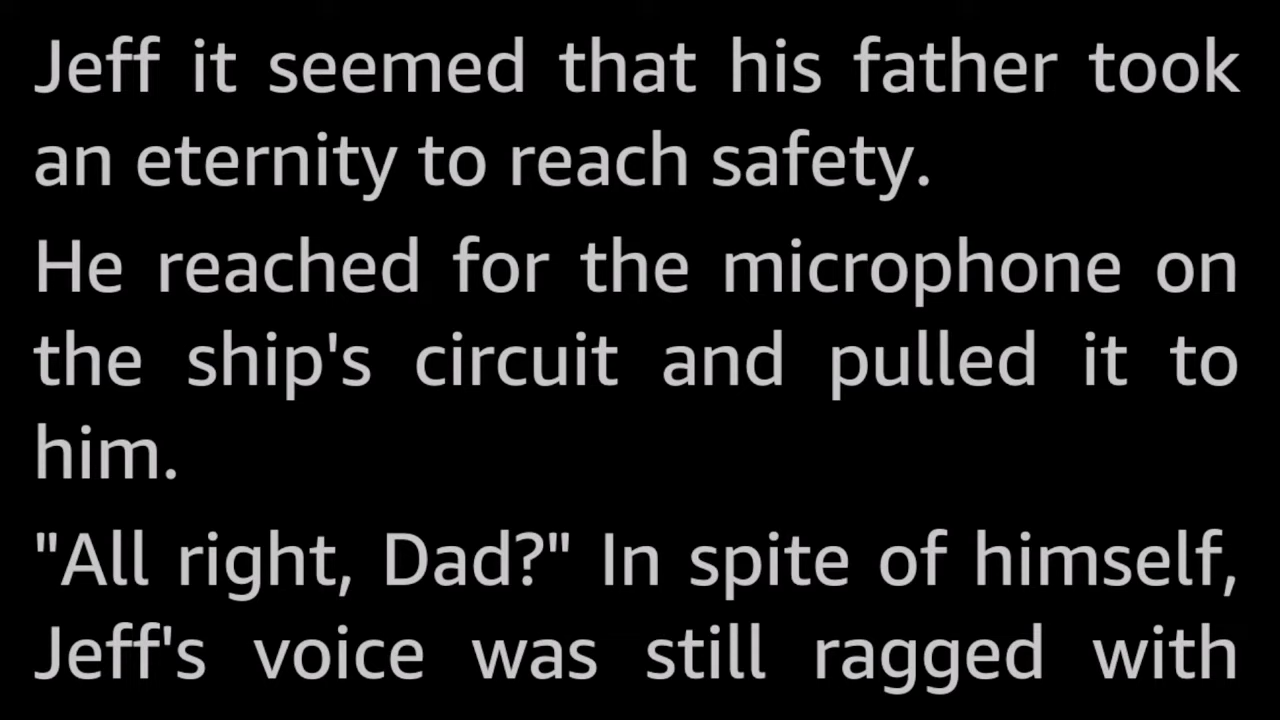 Jeff it seemed that his father took
an eternity to reach safety.
He reached for the microphone on
the ship's circuit and pulled it to
him.
"All right, Dad?" In spite of himself,
Jeff's voice was still ragged with